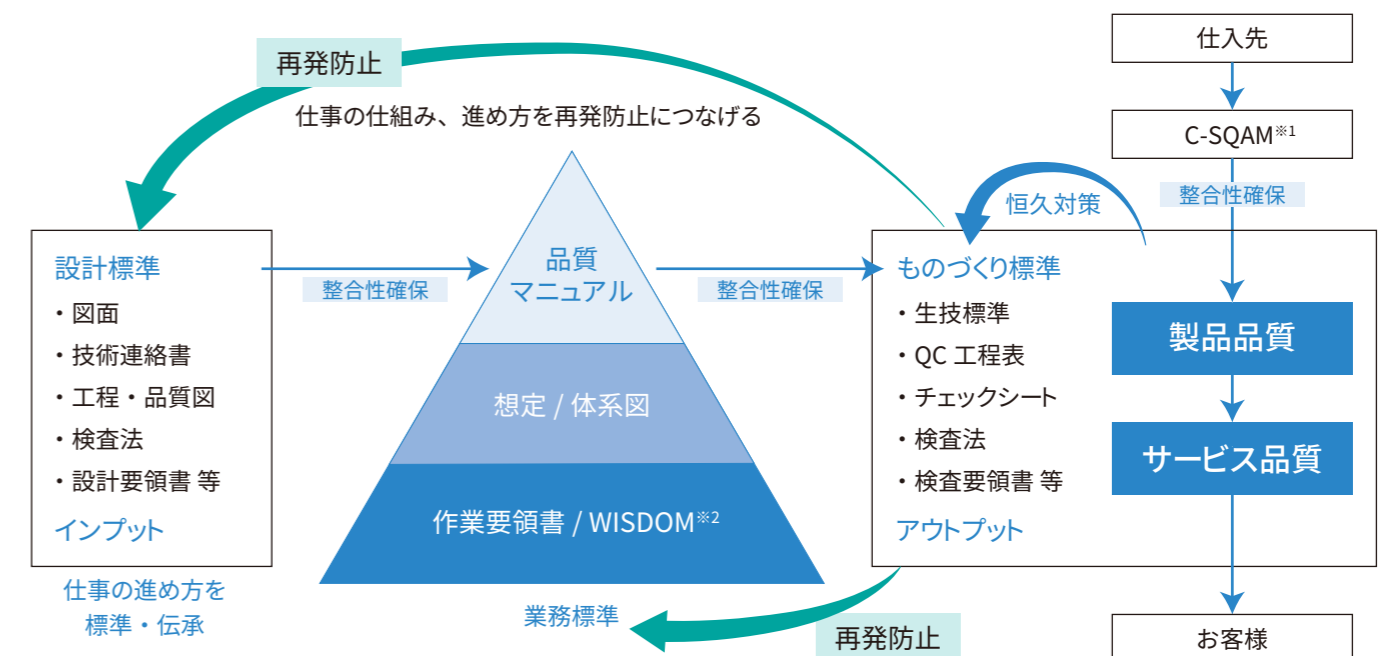 再発防止
仕事の仕組み、進め方を再発防止につなげる
設計標準
・図面
・技術連絡書
・工程・品質図
・検査法
・設計要領書 等
インプット
仕事の進め方を
標準・伝承
整合性確保
品質
マニュアル
想定 / 体系図
作業要領書 / WISDOM※2
業務標準
整合性確保
恒久対策
ものづくり標準
・生技標準
・QC 工程表
・チェックシート
・検査法
・検査要領書 等
アウトプット
再発防止
仕入先
C-SQAM※1
整合性確保
製品品質
サービス品質
お客様